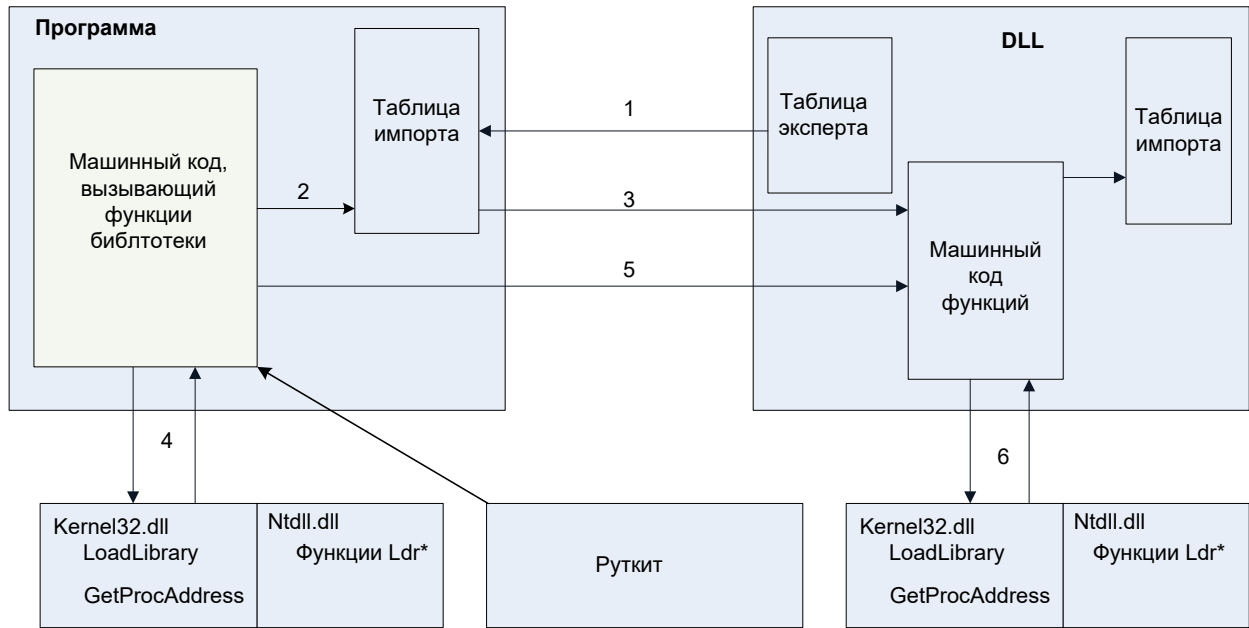 Программа
Таблица
импорта
Машинный код,
вызывающий
функции
библтотеки
2
1
3
5
DLL
Таблица
эксперта
Таблица
импорта
Машинный
код
функций
4
6
Kernel32.dll
LoadLibrary
GetProcAddress
Ntdll.dll
Функции Ldr*
Руткит
Kernel32.dll
LoadLibrary
GetProcAddress
Ntdll.dll
Функции Ldr*